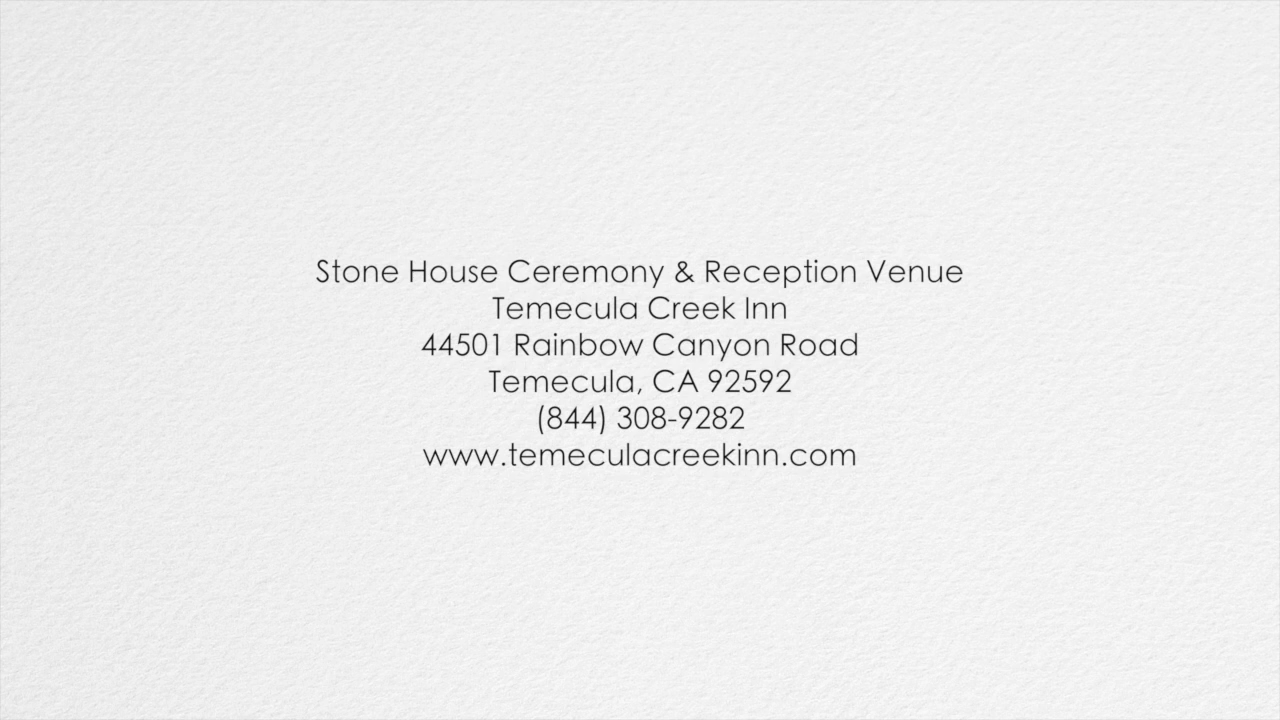 Stone House Ceremony & Reception Venue
Temecula Creek Inn
44501 Rainbow Canyon Road
Temecula, CA 92592
(844) 308-9282
www.temeculacreekinn.com